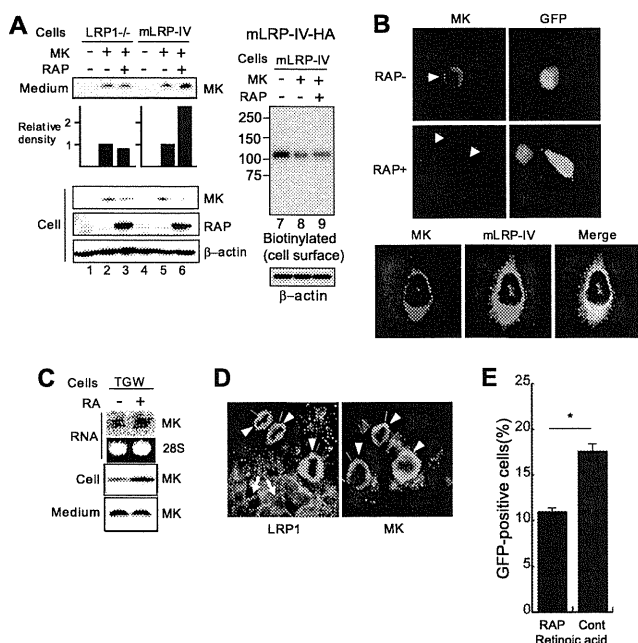 A
Cells LRP1-/- mLRP-IV
MK - + + - + +
RAP - - + - - +
Medium MK
Relative density
2
1
Cell
MK
RAP
β-actin
1 2 3 4 5 6
mLRP-IV-HA
Cells mLRP-IV
MK - + +
RAP - - +
250
150
100
75
7 8 9
Biotinylated
(cell surface)
β-actin
B
MK GFP
RAP-
RAP+
MK mLRP-IV Merge
C
Cells TGW
RA - +
RNA
MK
28S
Cell MK
Medium MK
D
LRP1 MK
E
GFP-positive cells(%)
25
20
15
10
5
0
*
RAP Cont
Retinoic acid